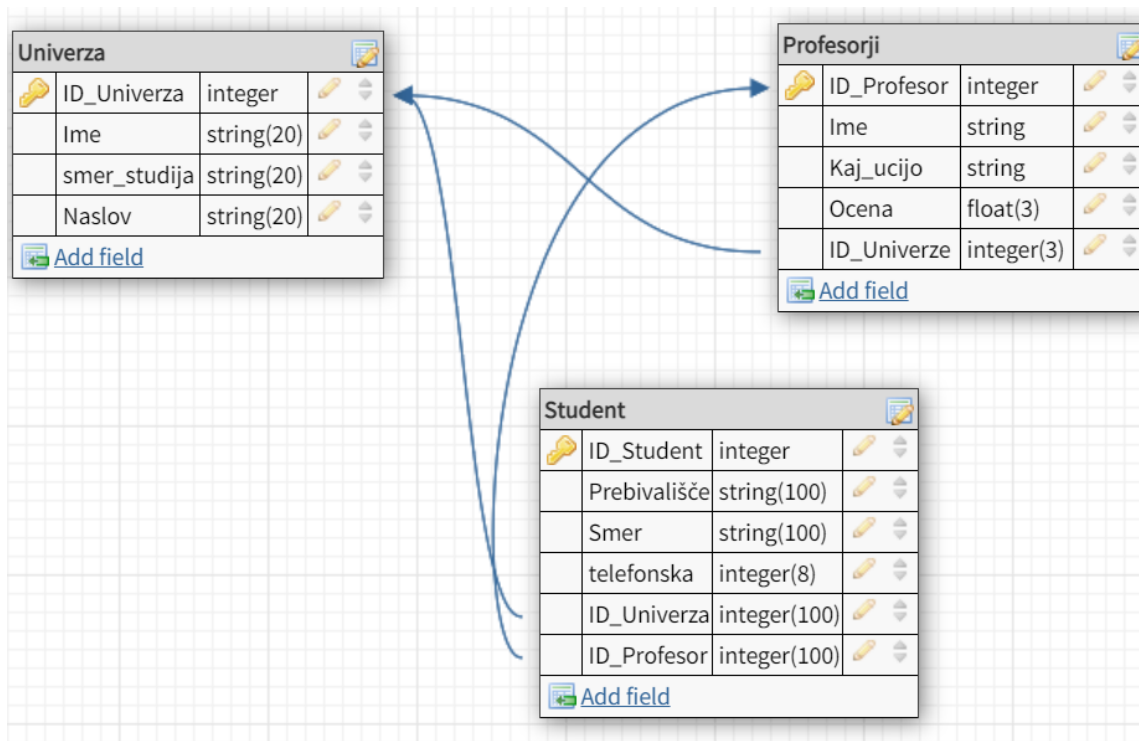 Univerza
ID_Univerza integer
Ime string(20)
smer_studija string(20)
Naslov string(20)
Add field
Profesorji
ID_Profesor integer
Ime string
Kaj_ucijo string
Ocena float(3)
ID_Univerze integer(3)
Add field
Student
ID_Student integer
Prebivališče string(100)
Smer string(100)
telefonska integer(8)
ID_Univerza integer(100)
ID_Profesor integer(100)
Add field